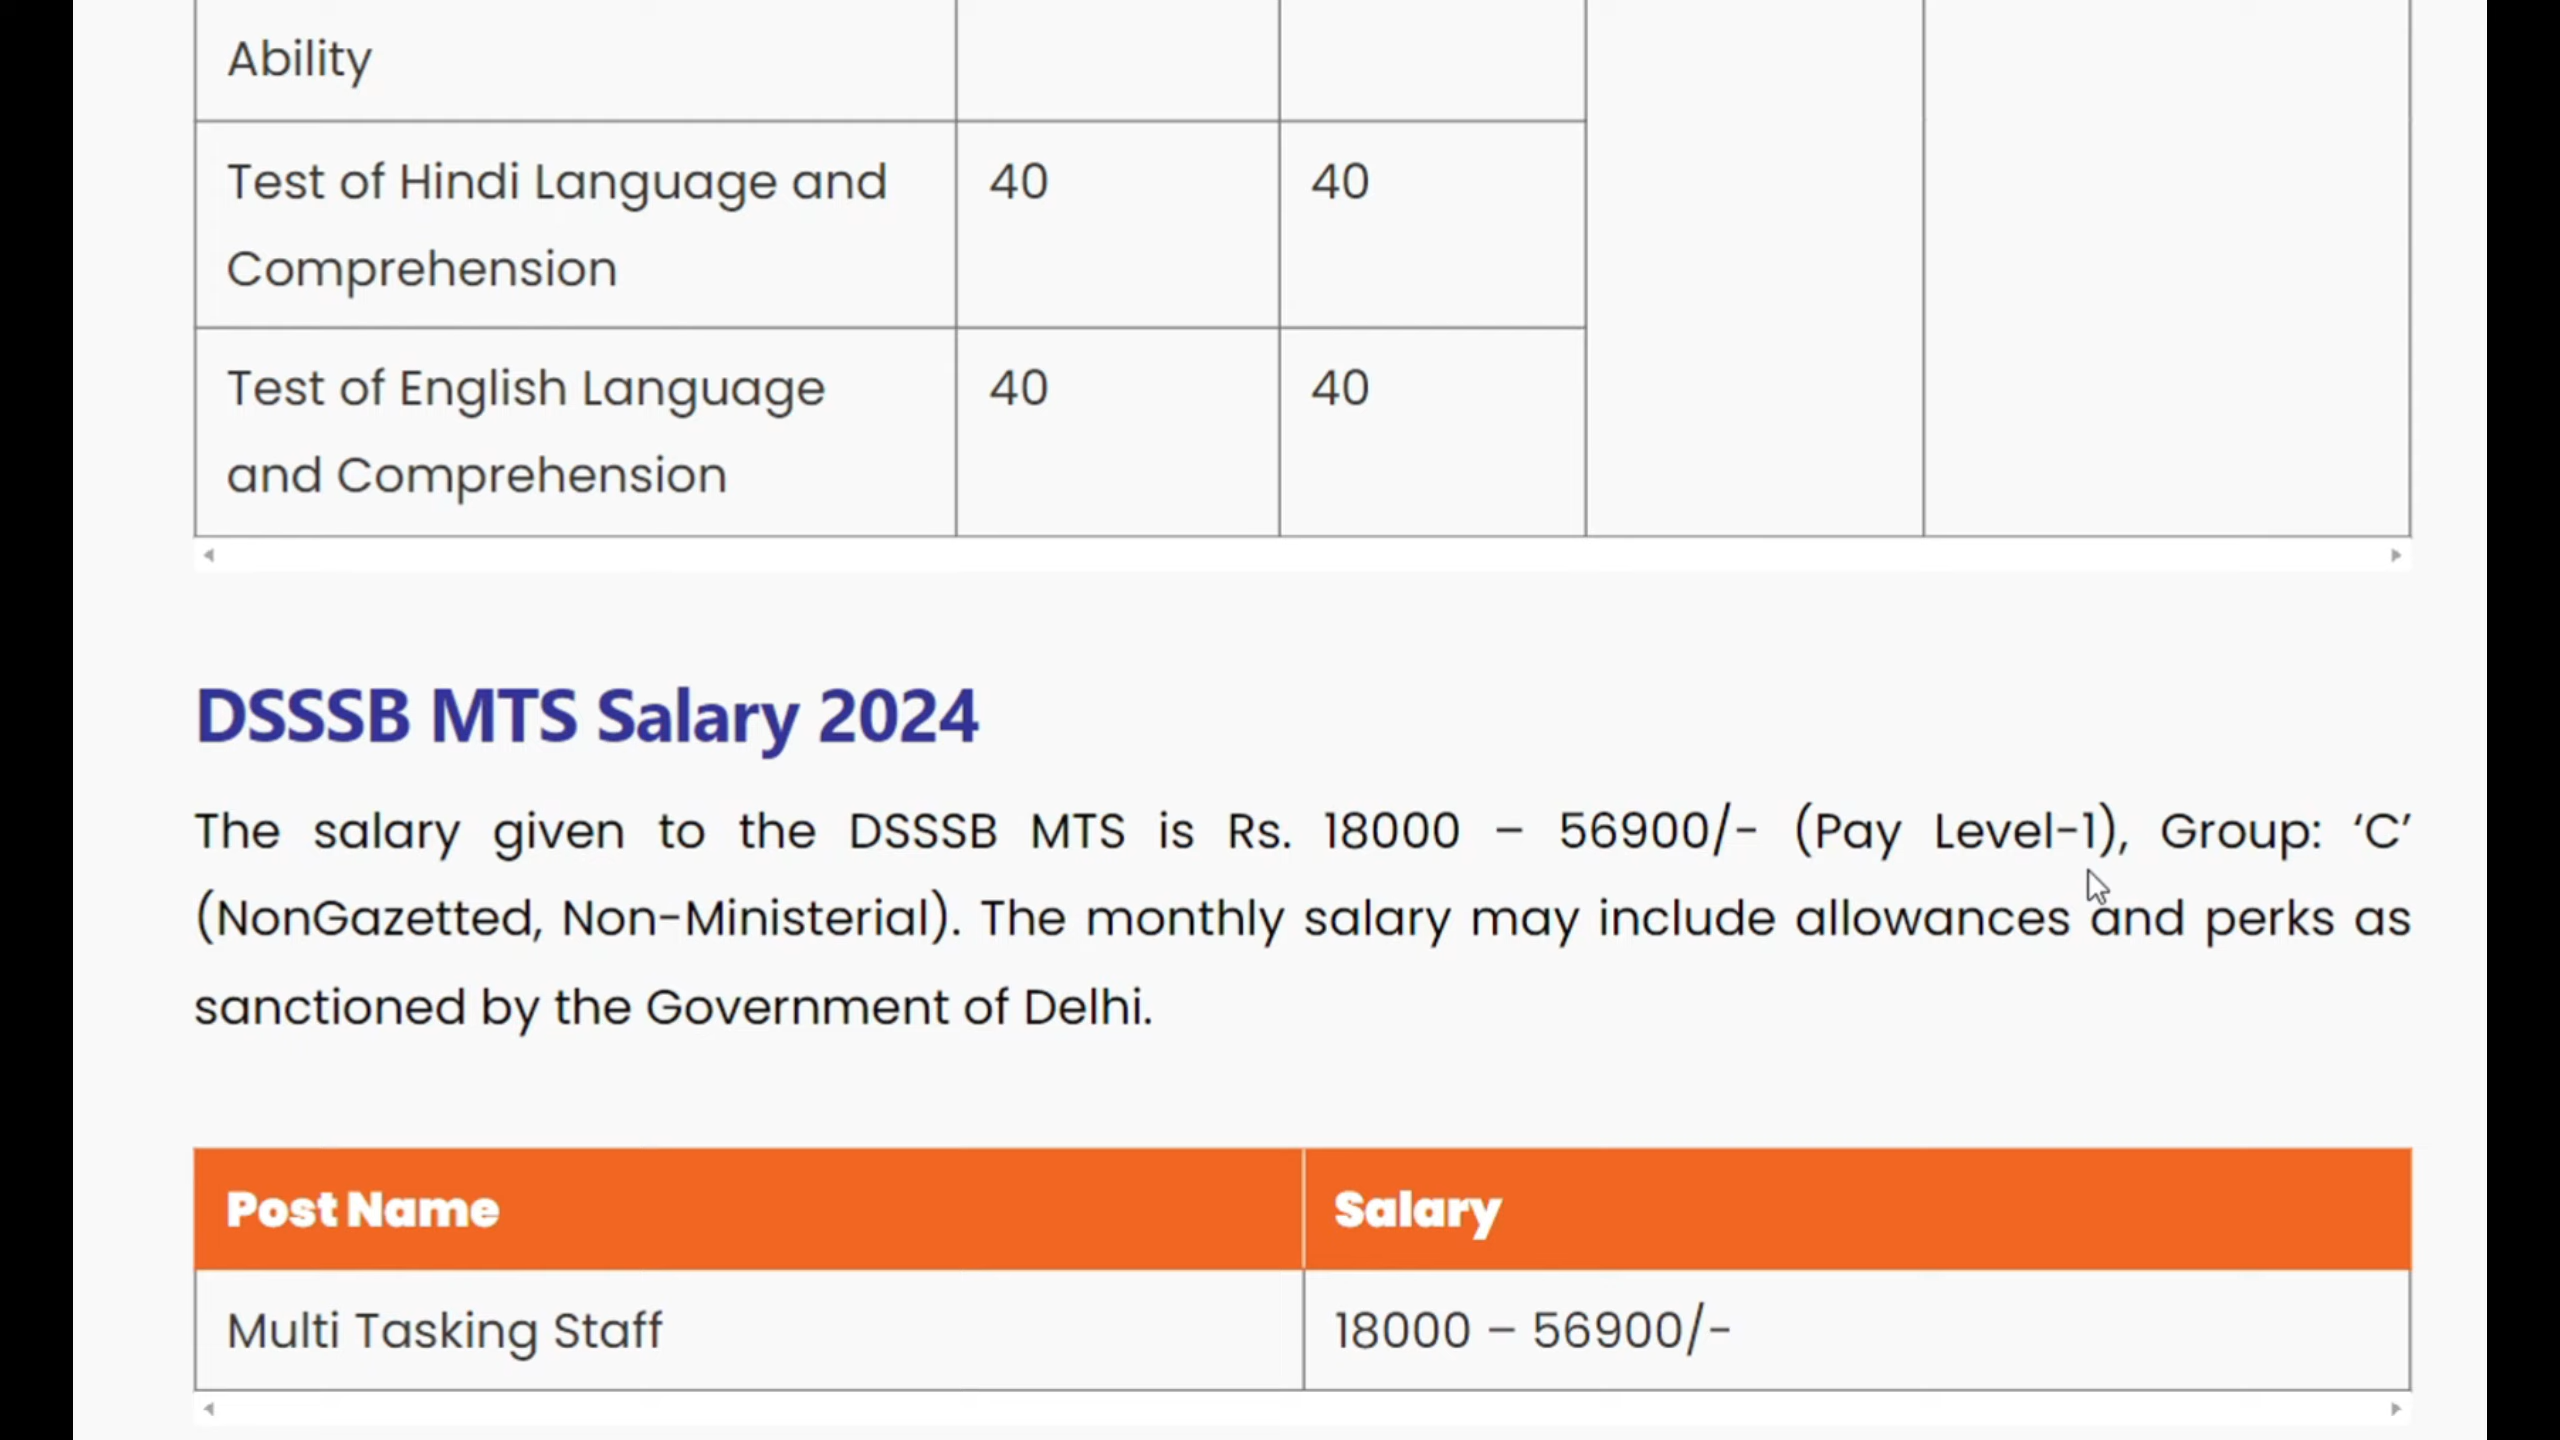 Ability
Test of Hindi Language and
Comprehension
40
40
Test of English Language
and Comprehension
40
40
DSSSB MTS Salary 2024
The salary given to the DSSSB MTS is Rs. 18000 – 56900/- (Pay Level-1), Group: ‘C’
(NonGazetted, Non-Ministerial). The monthly salary may include allowances and perks as
sanctioned by the Government of Delhi.
Post Name
Salary
Multi Tasking Staff
18000 – 56900/-